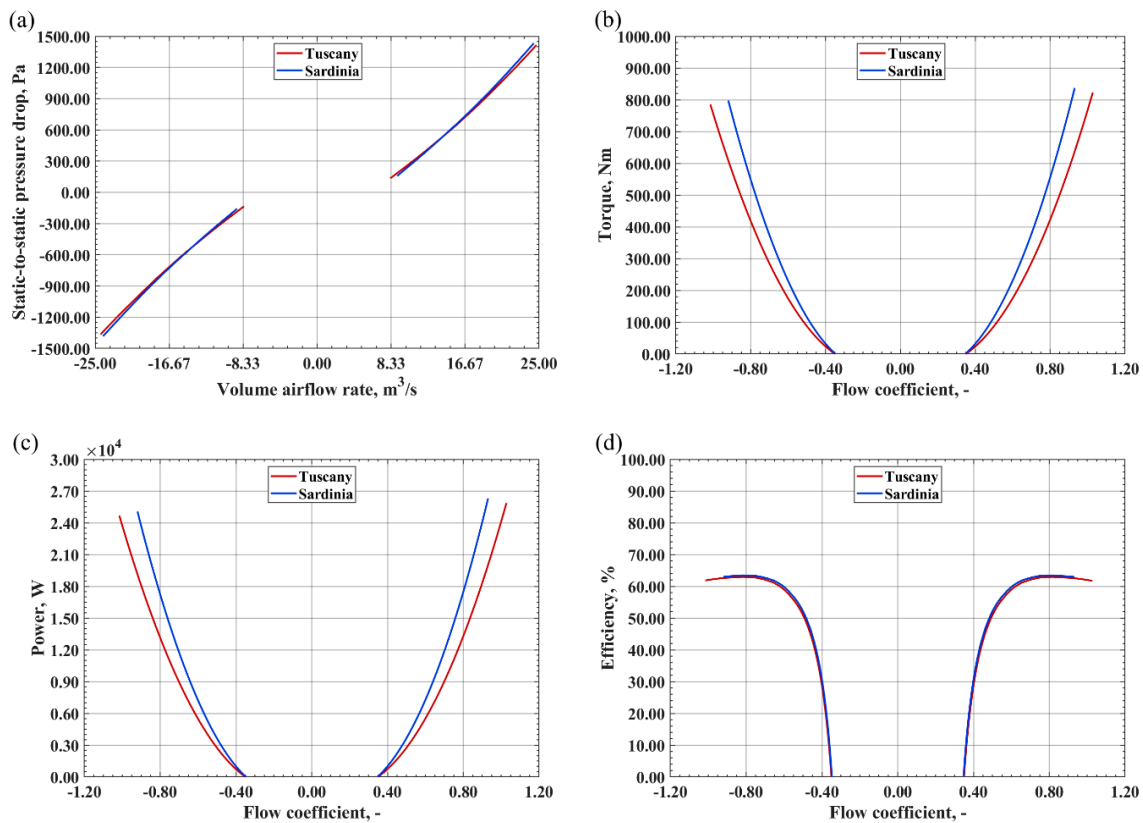 (a)
1500.00
1200.00
900.00
600.00
300.00
0.00
-300.00
-600.00
-900.00
-1200.00
-1500.00
Static-to-static pressure drop, Pa
Tuscany
Sardinia
-25.00 -16.67 -8.33 0.00 8.33 16.67 25.00
Volume airflow rate, m³/s
(b)
1000.00
900.00
800.00
700.00
600.00
500.00
400.00
300.00
200.00
100.00
0.00
Torque, Nm
Tuscany
Sardinia
-1.20 -0.80 -0.40 0.00 0.40 0.80 1.20
Flow coefficient, -
(c)
×10⁴
3.00
2.70
2.40
2.10
1.80
1.50
1.20
0.90
0.60
0.30
0.00
Power, W
Tuscany
Sardinia
-1.20 -0.80 -0.40 0.00 0.40 0.80 1.20
Flow coefficient, -
(d)
100.00
90.00
80.00
70.00
60.00
50.00
40.00
30.00
20.00
10.00
0.00
Efficiency, %
Tuscany
Sardinia
-1.20 -0.80 -0.40 0.00 0.40 0.80 1.20
Flow coefficient, -